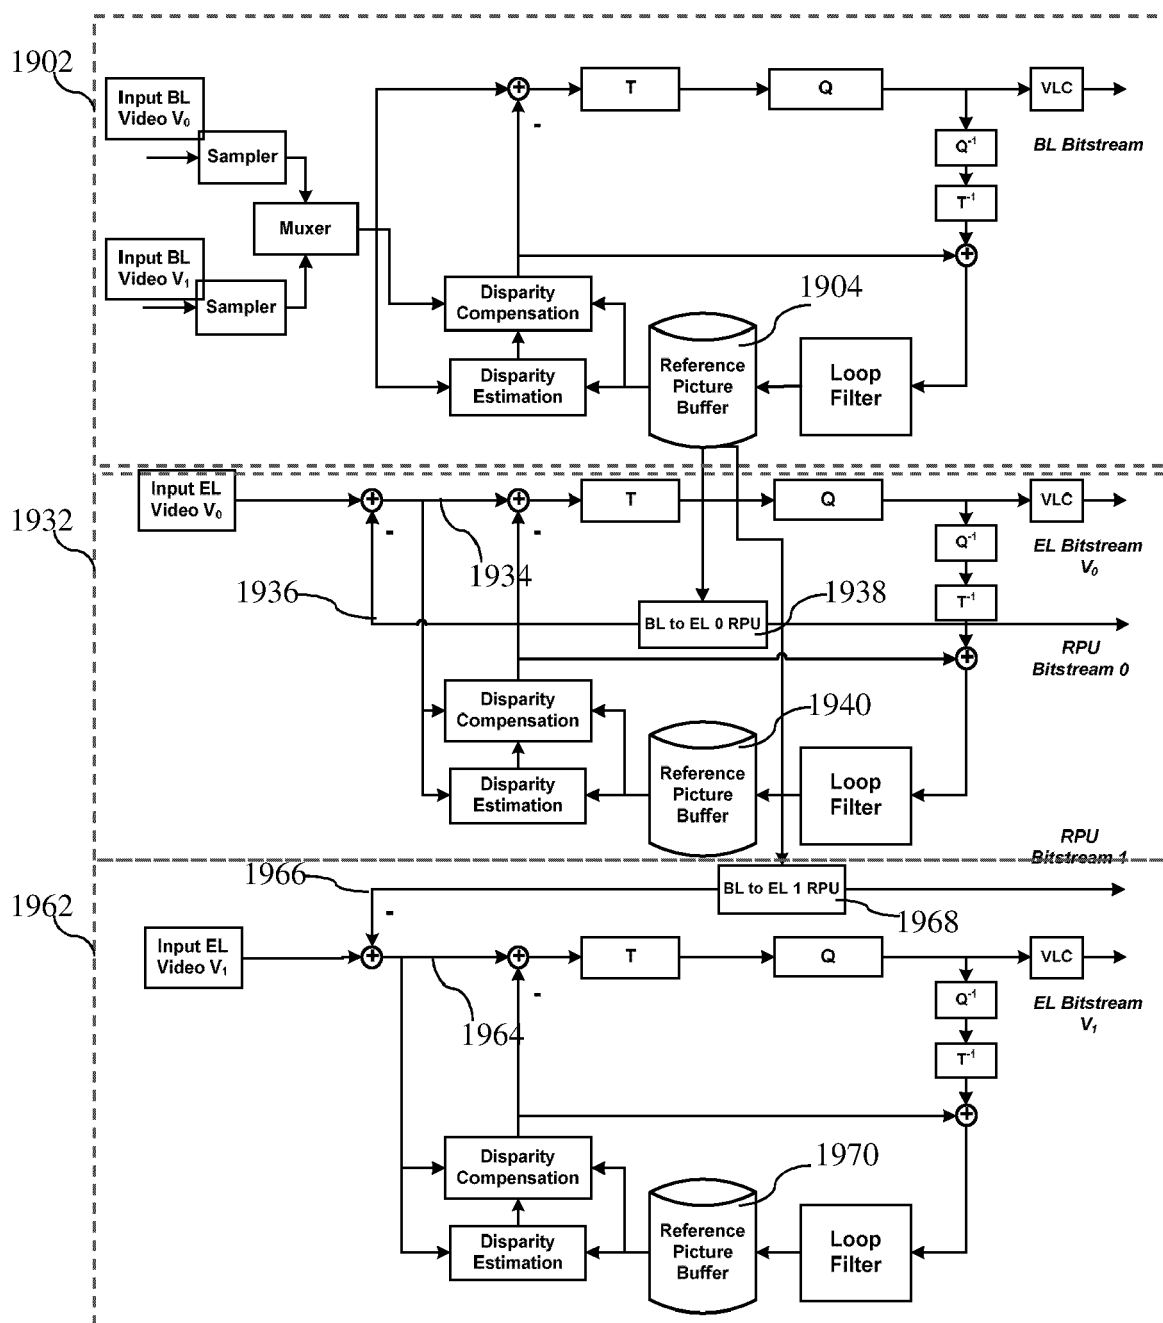 1902
Input BL
Video V0
Sampler
Muxer
Input BL
Video V1
Sampler
+
-
T
Q
VLC
BL Bitstream
Q-1
T-1
+
Disparity
Compensation
Disparity
Estimation
1904
Reference
Picture
Buffer
Loop
Filter
1932
Input EL
Video V0
+
-
1934
1936
+
-
T
Q
VLC
EL Bitstream
V0
Q-1
T-1
1938
BL to EL 0 RPU
RPU
Bitstream 0
+
Disparity
Compensation
Disparity
Estimation
1940
Reference
Picture
Buffer
Loop
Filter
RPU
Bitstream 1
1962
1966
BL to EL 1 RPU
1968
-
Input EL
Video V1
+
1964
+
-
T
Q
VLC
EL Bitstream
V1
Q-1
T-1
+
Disparity
Compensation
Disparity
Estimation
1970
Reference
Picture
Buffer
Loop
Filter